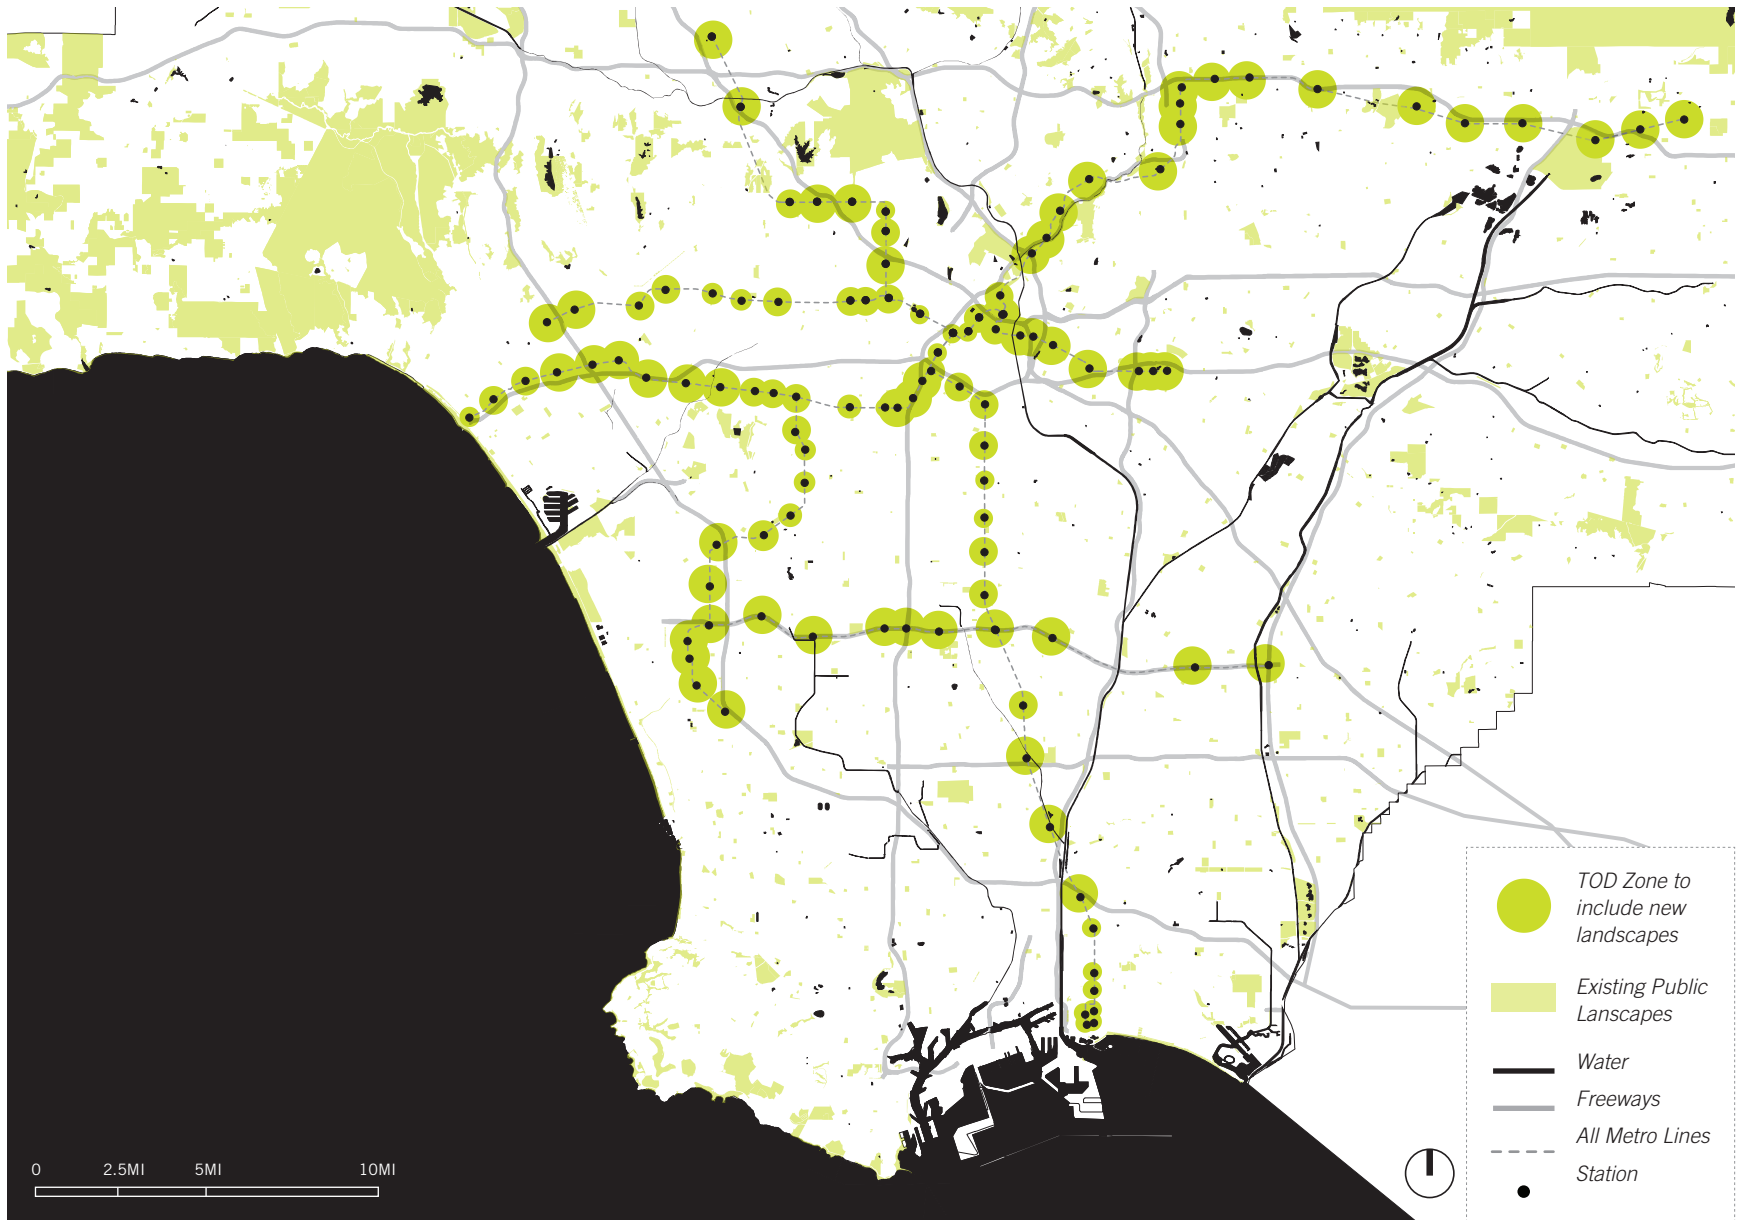 TOD Zone to
include new
landscapes
Existing Public
Lanscapes
Water
Freeways
All Metro Lines
Station
0 2.5MI 5MI 10MI